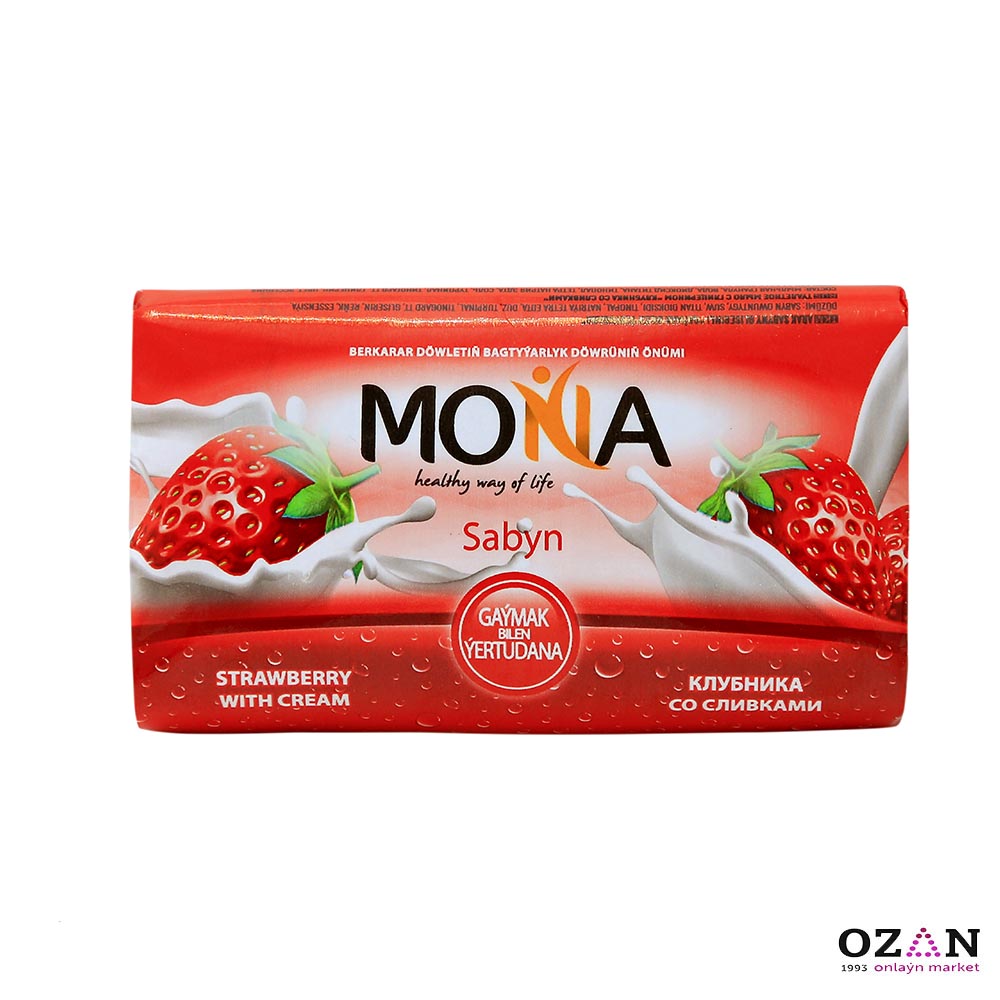 BERKARAR DÖWLETIŇ BAGTYÝARLYK DÖWRÜNIŇ ÖNÜMI
MONA
healthy way of life
Sabyn
GAÝMAK
BILEN
ÝERTUDANA
STRAWBERRY
WITH CREAM
КЛУБНИКА
СО СЛИВКАМИ
OZAN
1993 onlaýn market